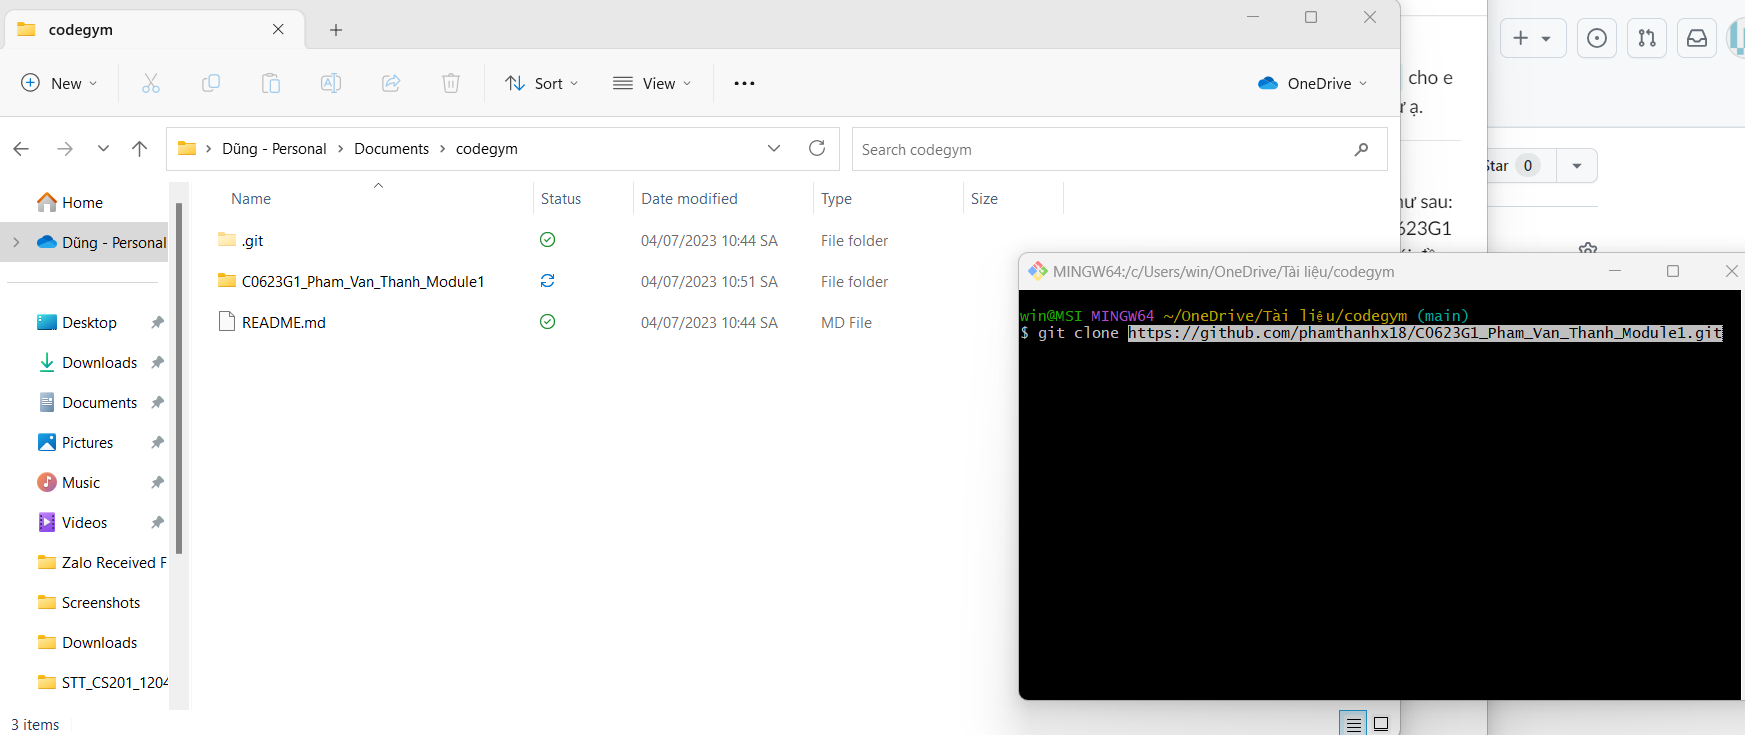 codegym
New
Sort
View
OneDrive
Dũng - Personal
Documents
codegym
Search codegym
Name
Status
Date modified
Type
Size
.git
04/07/2023 10:44 SA
File folder
C0623G1_Pham_Van_Thanh_Module1
04/07/2023 10:51 SA
File folder
README.md
04/07/2023 10:44 SA
MD File
Home
Dũng - Personal
Desktop
Downloads
Documents
Pictures
Music
Videos
Zalo Received F
Screenshots
Downloads
STT_CS201_1204
3 items
cho e
ạ.
Star 0
sau:
623G1
MINGW64:/c/Users/win/OneDrive/Tài liệu/codegym
win@MSI MINGW64 ~/OneDrive/Tài liệu/codegym (main)
$ git clone https://github.com/phamthanhx18/C0623G1_Pham_Van_Thanh_Module1.git